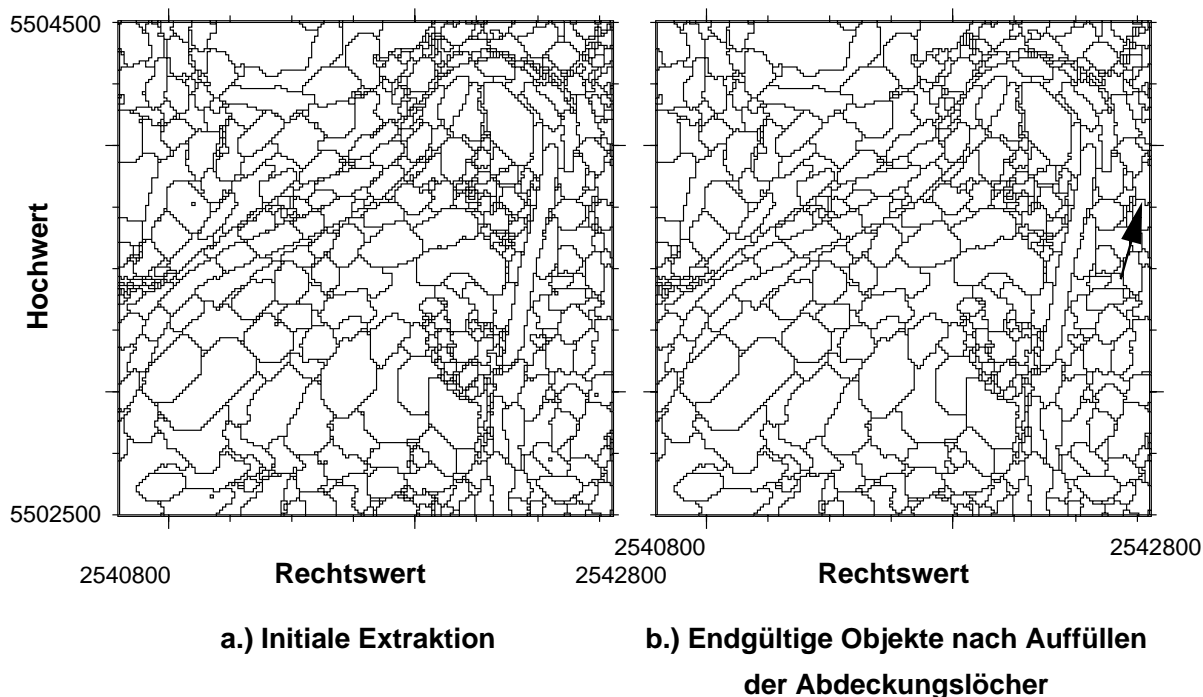 5504500
Hochwert
5502500
2540800
Rechtswert
2542800
2540800
Rechtswert
2542800
a.) Initiale Extraktion
b.) Endgültige Objekte nach Auffüllen
der Abdeckungslöcher